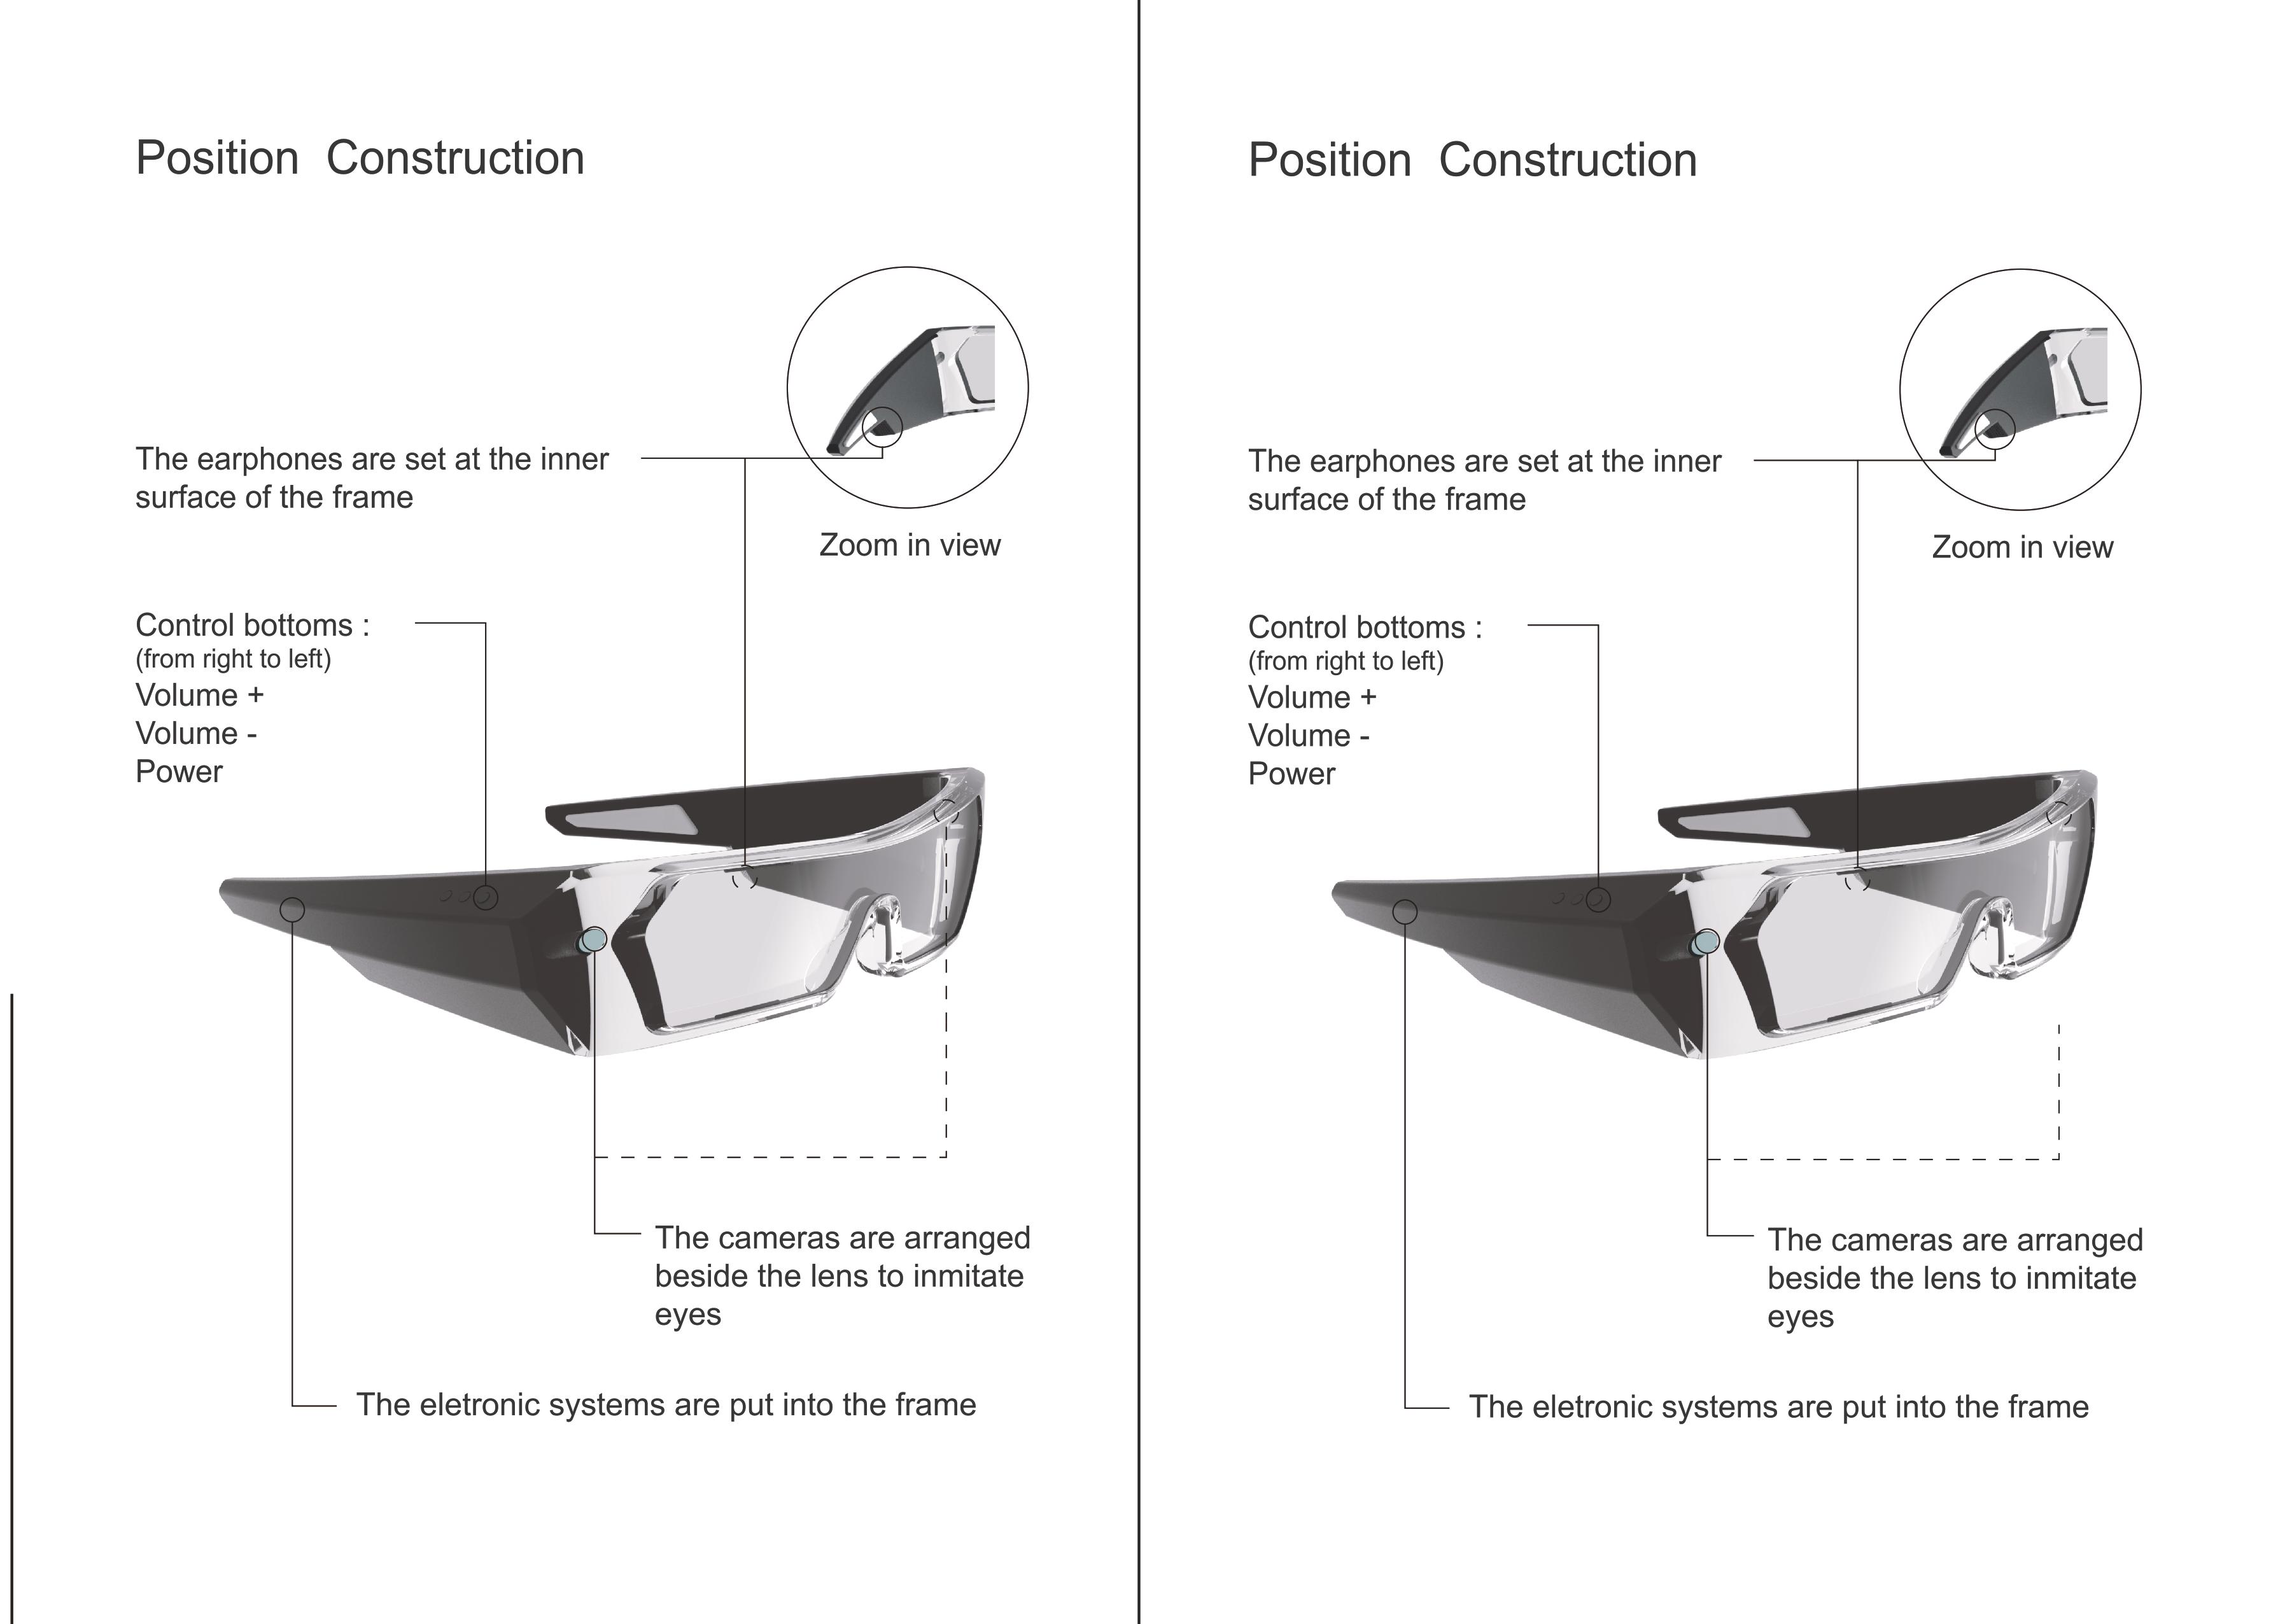 Position  Construction
The earphones are set at the inner
surface of the frame
Zoom in view
Control bottoms :
(from right to left)
Volume +
Volume -
Power
The cameras are arranged
beside the lens to inmitate
eyes
The eletronic systems are put into the frame
Position  Construction
The earphones are set at the inner
surface of the frame
Zoom in view
Control bottoms :
(from right to left)
Volume +
Volume -
Power
The cameras are arranged
beside the lens to inmitate
eyes
The eletronic systems are put into the frame